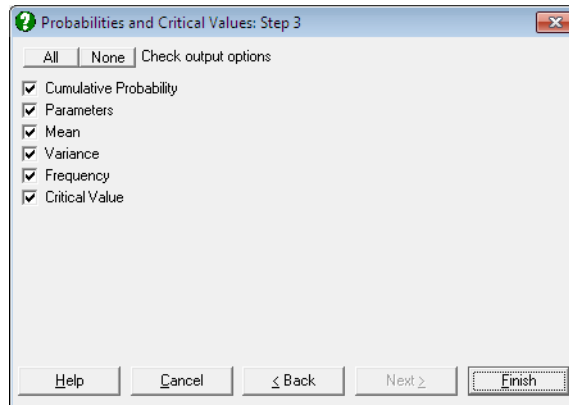 Probabilities and Critical Values: Step 3
All None Check output options
Cumulative Probability
Parameters
Mean
Variance
Frequency
Critical Value
Help Cancel < Back Next > Finish